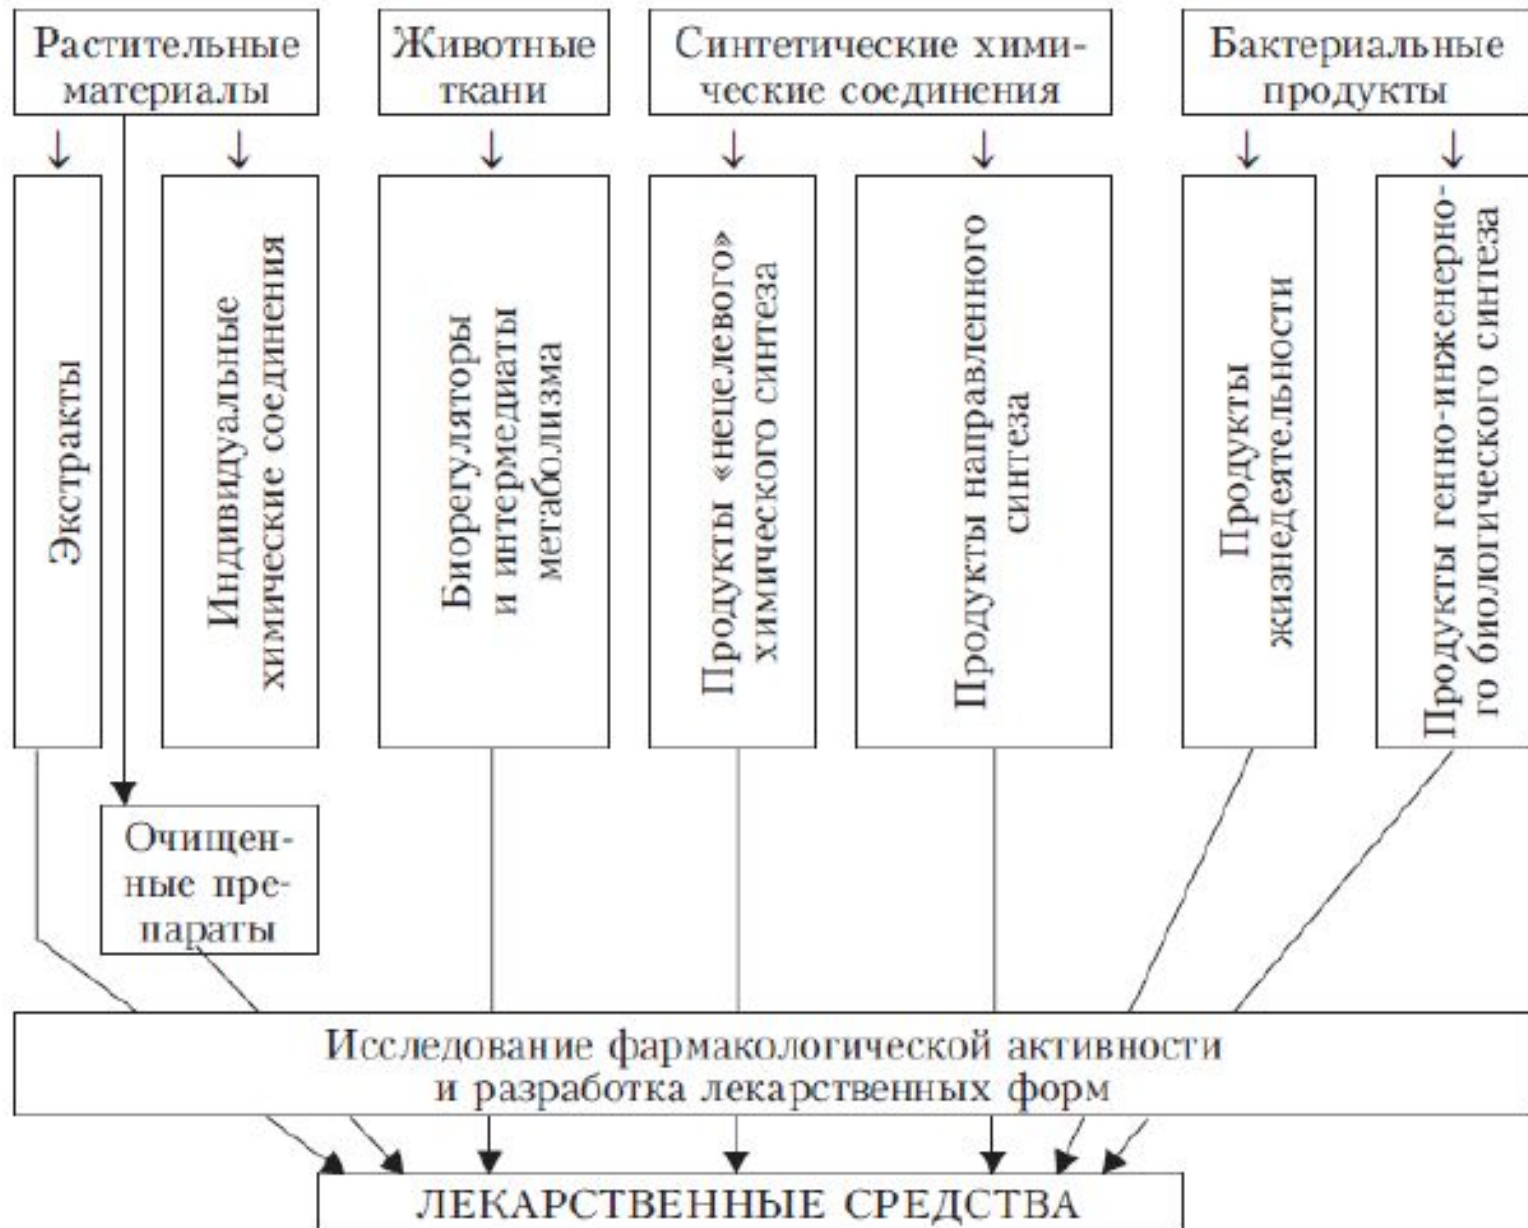 Растительные
материалы
Животные
ткани
Синтетические хими-
ческие соединения
Бактериальные
продукты
Экстракты
Индивидуальные
химические соединения
Биорегуляторы
и интермедиаты
метаболизма
Продукты «нецелевого»
химического синтеза
Продукты направленного
синтеза
Продукты
жизнедеятельности
Продукты генно-инженерно-
го биологического синтеза
Очищен-
ные пре-
параты
Исследование фармакологической активности
и разработка лекарственных форм
ЛЕКАРСТВЕННЫЕ СРЕДСТВА